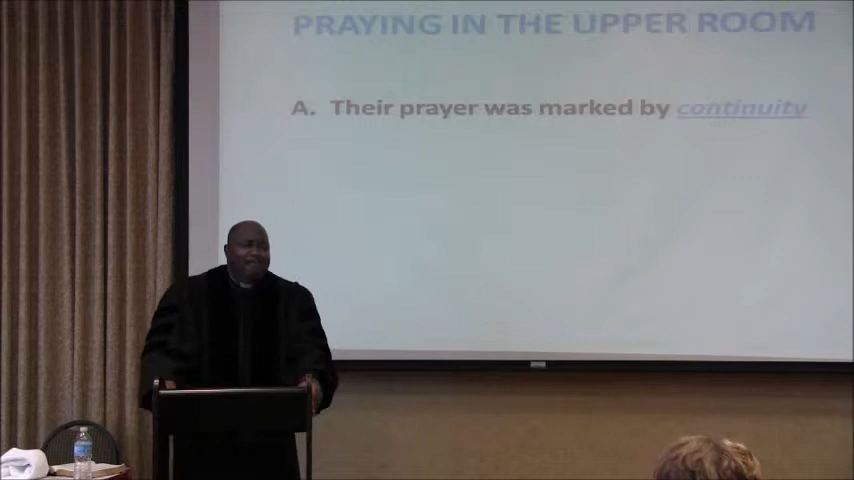 PRAYING IN THE UPPER ROOM
A. Their prayer was marked by continuity